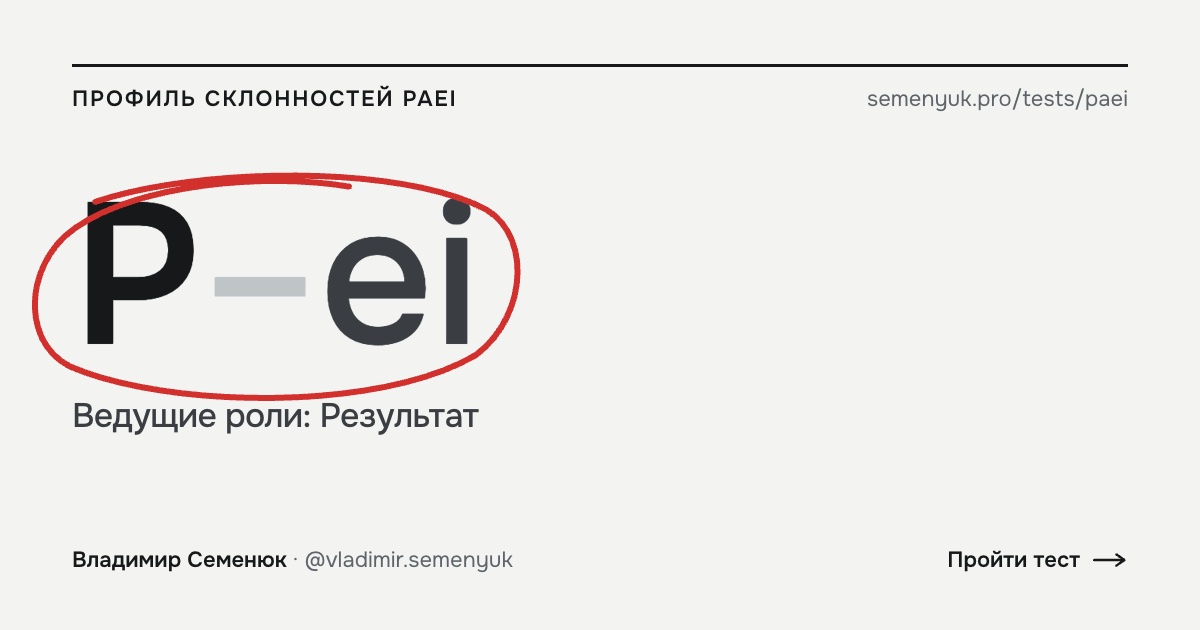 ПРОФИЛЬ СКЛОННОСТЕЙ PAEI
semenyuk.pro/tests/paei
P–ei
Ведущие роли: Результат
Владимир Семенюк · @vladimir.semenyuk
Пройти тест →